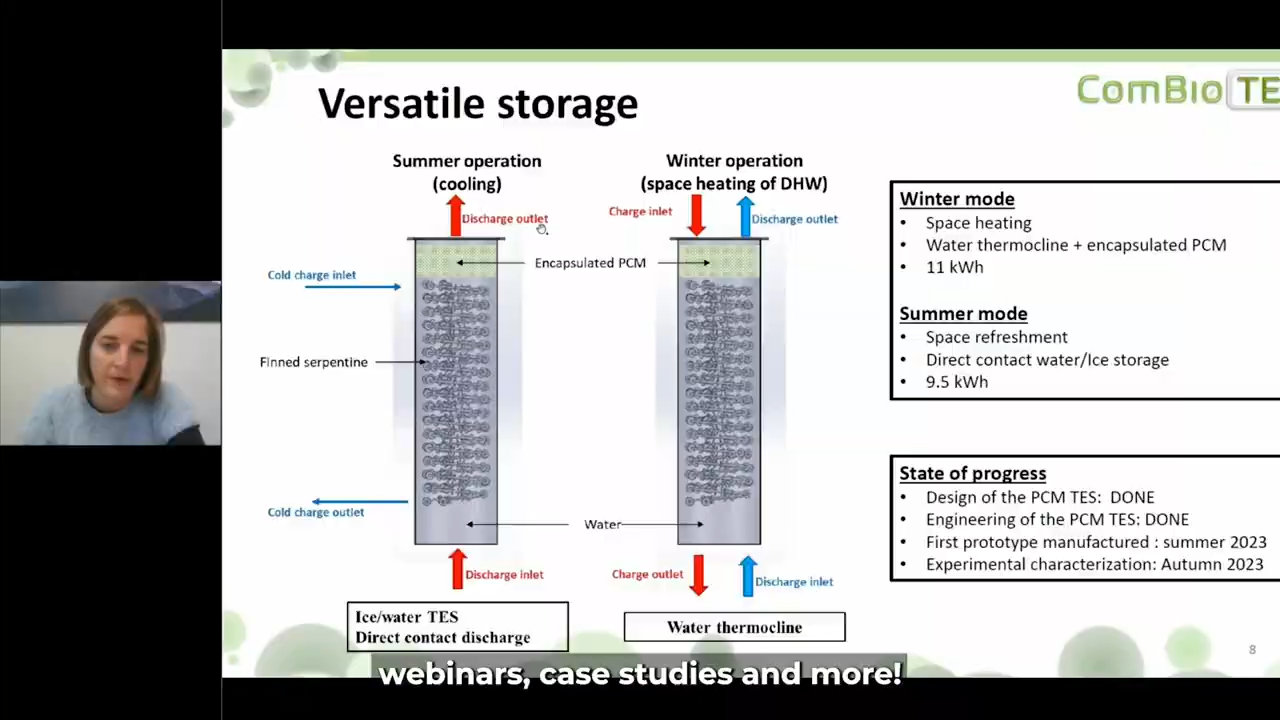 Versatile storage
ComBio TE
Summer operation
(cooling)
Winter operation
(space heating of DHW)
Discharge outlet
Charge inlet
Discharge outlet
Encapsulated PCM
Cold charge inlet
Finned serpentine
Cold charge outlet
Water
Discharge inlet
Charge outlet
Discharge inlet
Ice/water TES
Direct contact discharge
Water thermocline
Winter mode
• Space heating
• Water thermocline + encapsulated PCM
• 11 kWh
Summer mode
• Space refreshment
• Direct contact water/Ice storage
• 9.5 kWh
State of progress
• Design of the PCM TES: DONE
• Engineering of the PCM TES: DONE
• First prototype manufactured : summer 2023
• Experimental characterization: Autumn 2023
8
webinars, case studies and more!